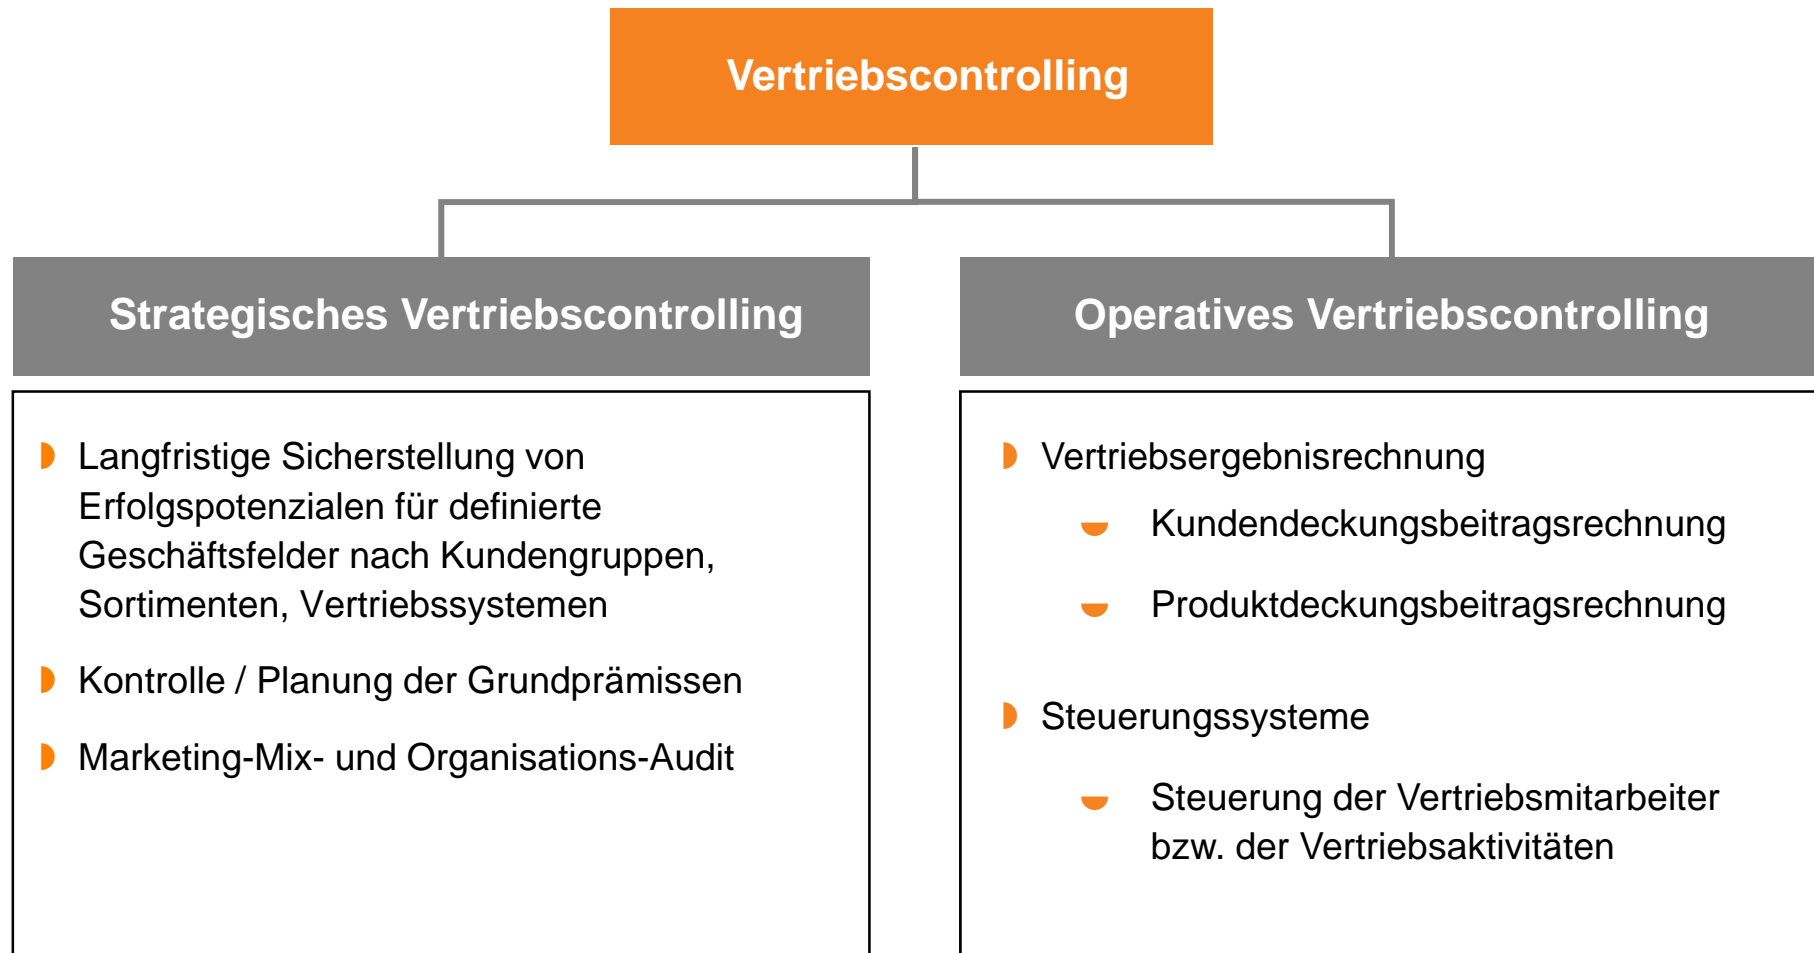 Vertriebscontrolling
Strategisches Vertriebscontrolling
Langfristige Sicherstellung von
Erfolgspotenzialen für definierte
Geschäftsfelder nach Kundengruppen,
Sortimenten, Vertriebssystemen
Kontrolle / Planung der Grundprämissen
Marketing-Mix- und Organisations-Audit
Operatives Vertriebscontrolling
Vertriebsergebnisrechnung
Kundendeckungsbeitragsrechnung
Produktdeckungsbeitragsrechnung
Steuerungssysteme
Steuerung der Vertriebsmitarbeiter
bzw. der Vertriebsaktivitäten